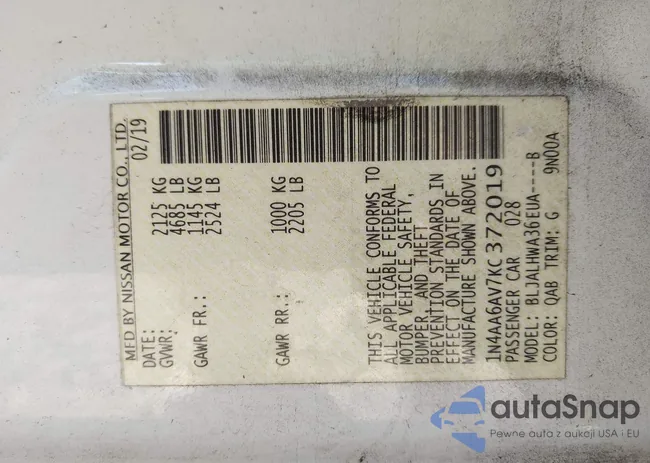 MFD BY NISSAN MOTOR CO., LTD.
DATE: 02/19
GVWR: 2125 KG
4685 LB
GAWR FR.: 1145 KG
2524 LB
GAWR RR.: 1000 KG
2205 LB
THIS VEHICLE CONFORMS TO
ALL APPLICABLE FEDERAL
MOTOR VEHICLE SAFETY,
BUMPER, AND THEFT
PREVENTION STANDARDS IN
EFFECT ON THE DATE OF
MANUFACTURE SHOWN ABOVE.
1N4AA6AV7KC372019
PASSENGER CAR 028
MODEL: BLJALHWA36EUA----B
COLOR: QAB TRIM: G 9N00A
autaSnap
Pewne auta z aukcji USA i EU